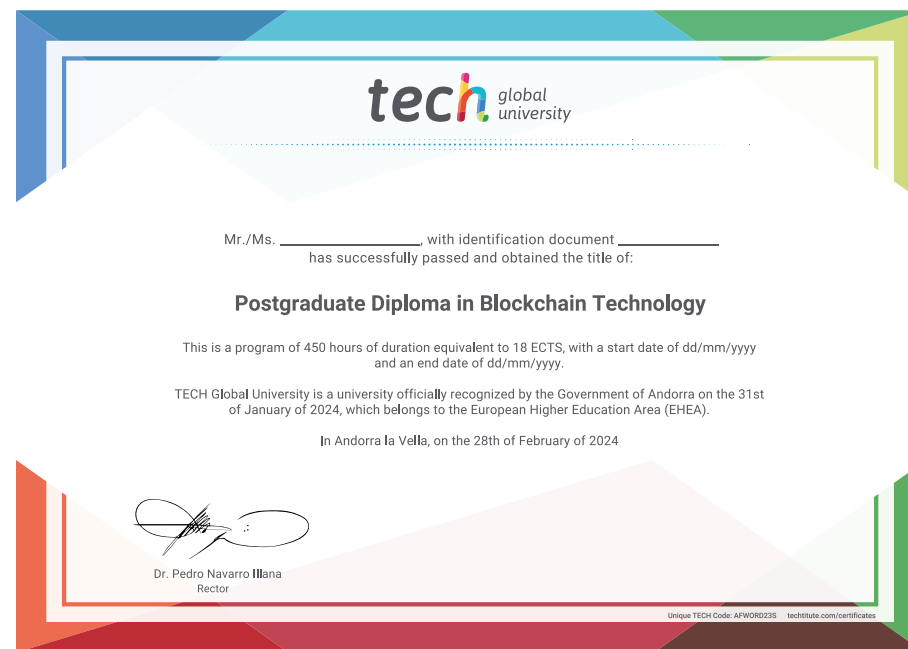 tech global
university
Mr./Ms. ____________________, with identification document ______________
has successfully passed and obtained the title of:
Postgraduate Diploma in Blockchain Technology
This is a program of 450 hours of duration equivalent to 18 ECTS, with a start date of dd/mm/yyyy
and an end date of dd/mm/yyyy.
TECH Global University is a university officially recognized by the Government of Andorra on the 31st
of January of 2024, which belongs to the European Higher Education Area (EHEA).
In Andorra la Vella, on the 28th of February of 2024
Dr. Pedro Navarro Illana
Rector
Unique TECH Code: AFWORD23S techtitute.com/certificates